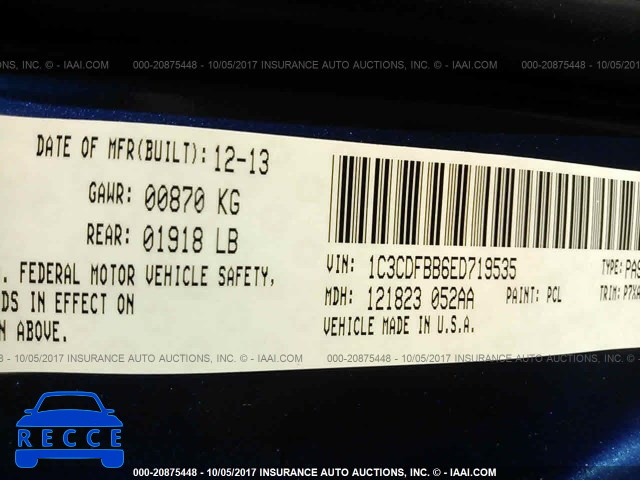 000-20875448 - 10/05/2017 INSURANCE AUTO AUCTIONS, INC. © - IAAI.COM
DATE OF MFR(BUILT): 12-13
GAWR: 00870 KG
REAR: 01918 LB
FEDERAL MOTOR VEHICLE SAFETY,
IN EFFECT ON
ABOVE.
VIN: 1C3CDFBB6ED719535
TYPE:
MDH: 121823 052AA
PAINT: PCL
TRIM:
VEHICLE MADE IN U.S.A.
000-20875448 - 10/05/2017 INSURANCE AUTO AUCTIONS, INC. © - IAAI.COM
RECCE
000-20875448 - 10/05/2017 INSURANCE AUTO AUCTIONS, INC. © - IAAI.COM